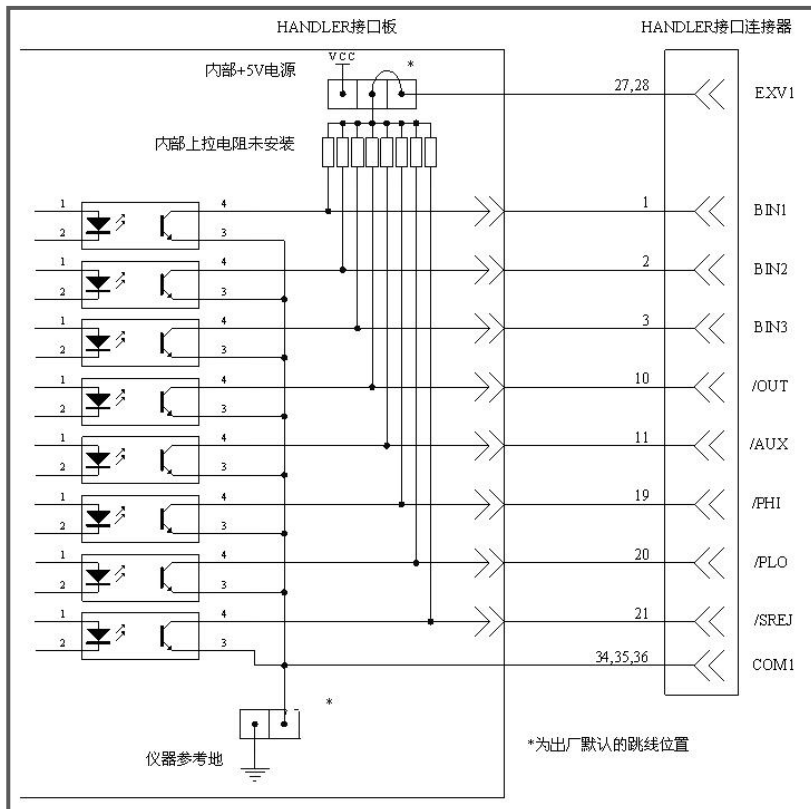 HANDLER接口板
HANDLER接口连接器
VCC
*
内部+5V电源
27,28
EXV1
内部上拉电阻未安装
1
4
1
BIN1
2
3
1
4
2
BIN2
2
3
1
4
3
BIN3
2
3
1
4
10
/OUT
2
3
1
4
11
/AUX
2
3
1
4
19
/PHI
2
3
1
4
20
/PLO
2
3
1
4
21
/SREJ
2
3
34,35,36
COM1
*
仪器参考地
*为出厂默认的跳线位置